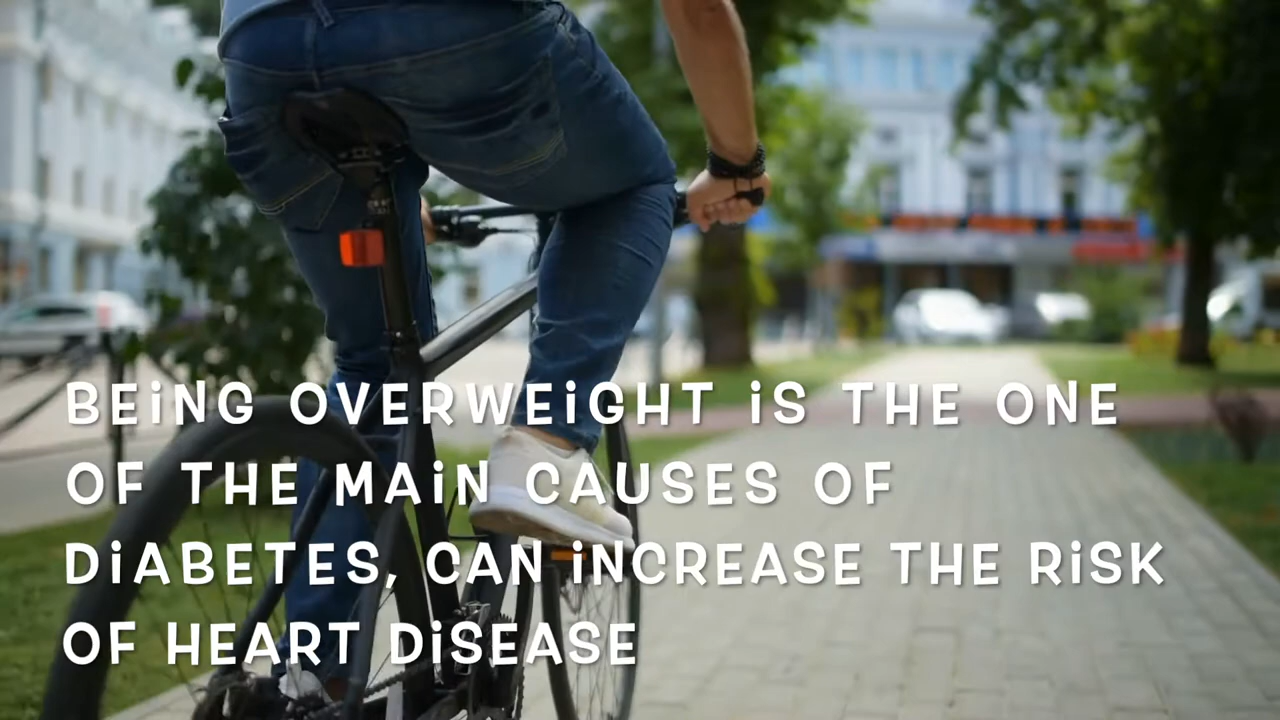 BEiNG OVERWEiGHT iS THE ONE
OF THE MAiN CAUSES OF
DiABETES, CAN iNCREASE THE RiSK
OF HEART DiSEASE